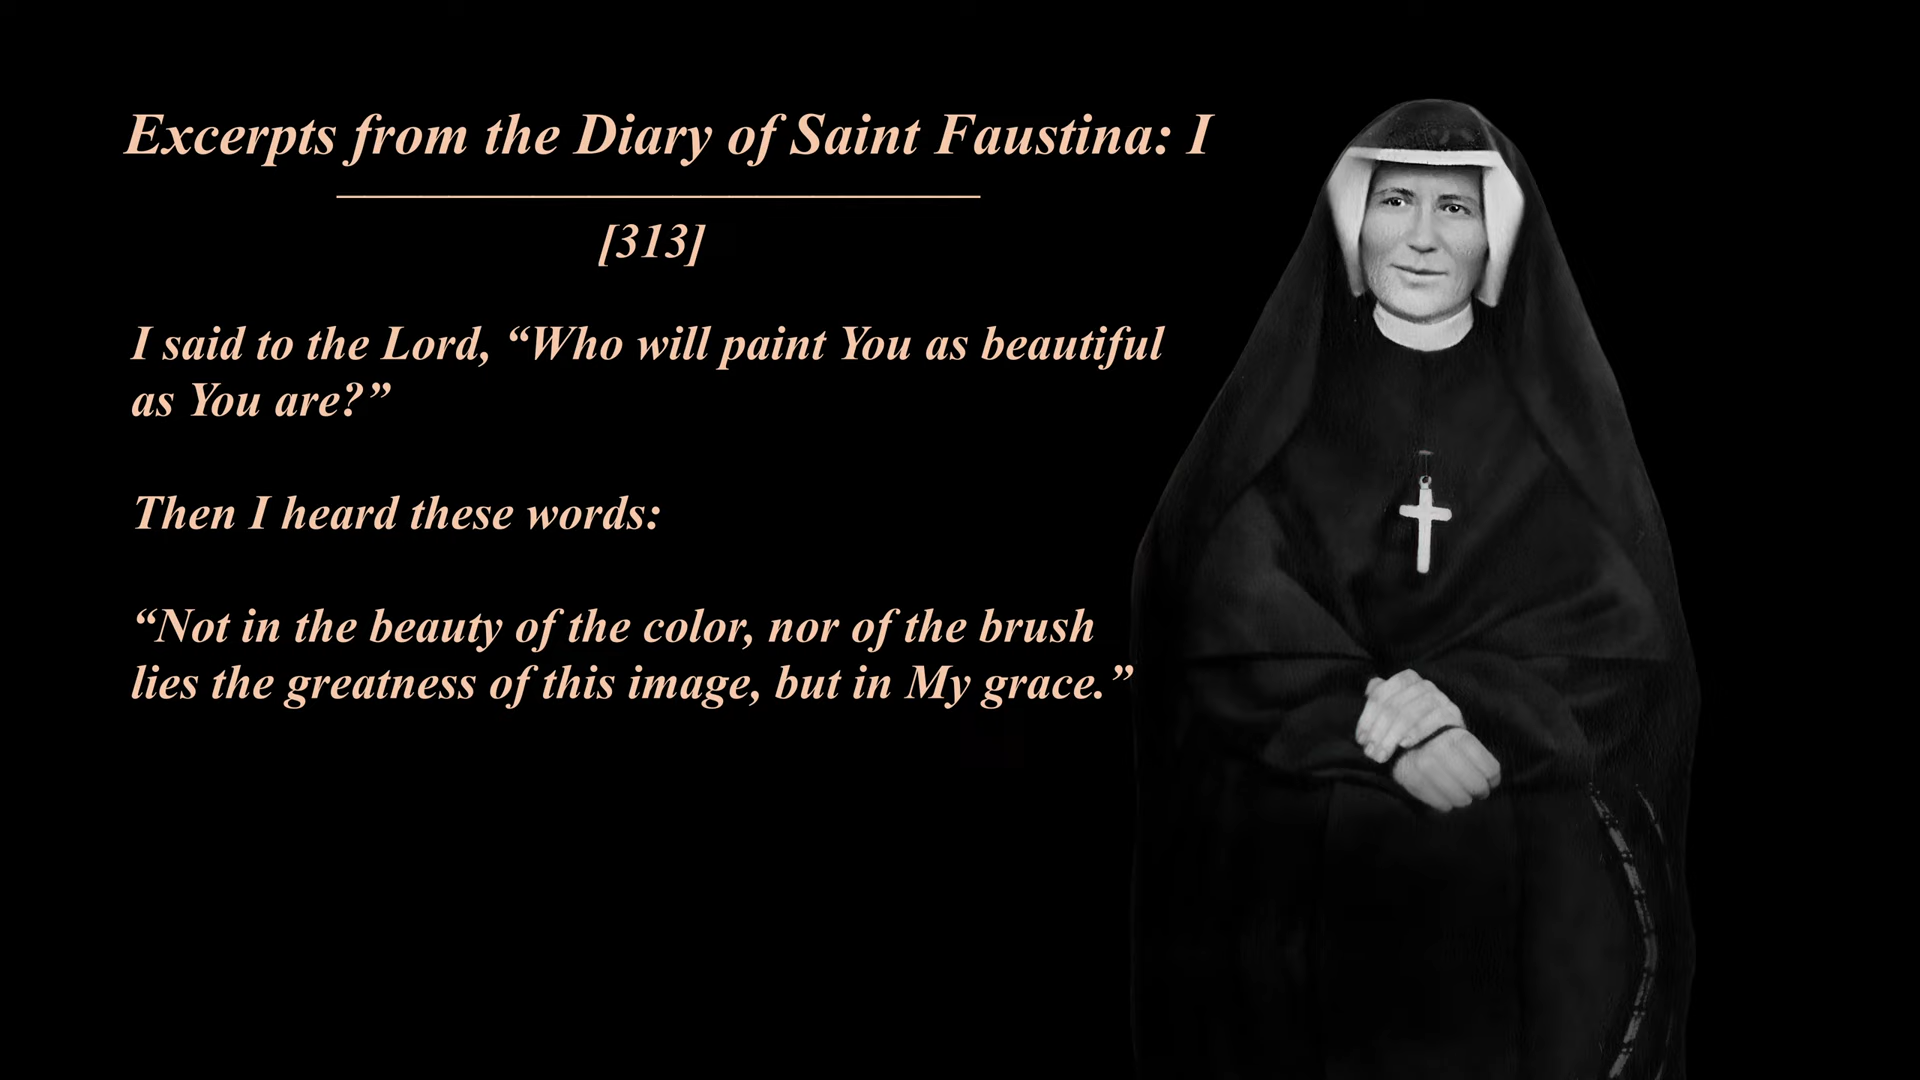 Excerpts from the Diary of Saint Faustina: I
[313]
I said to the Lord, “Who will paint You as beautiful
as You are?”
Then I heard these words:
“Not in the beauty of the color, nor of the brush
lies the greatness of this image, but in My grace.”